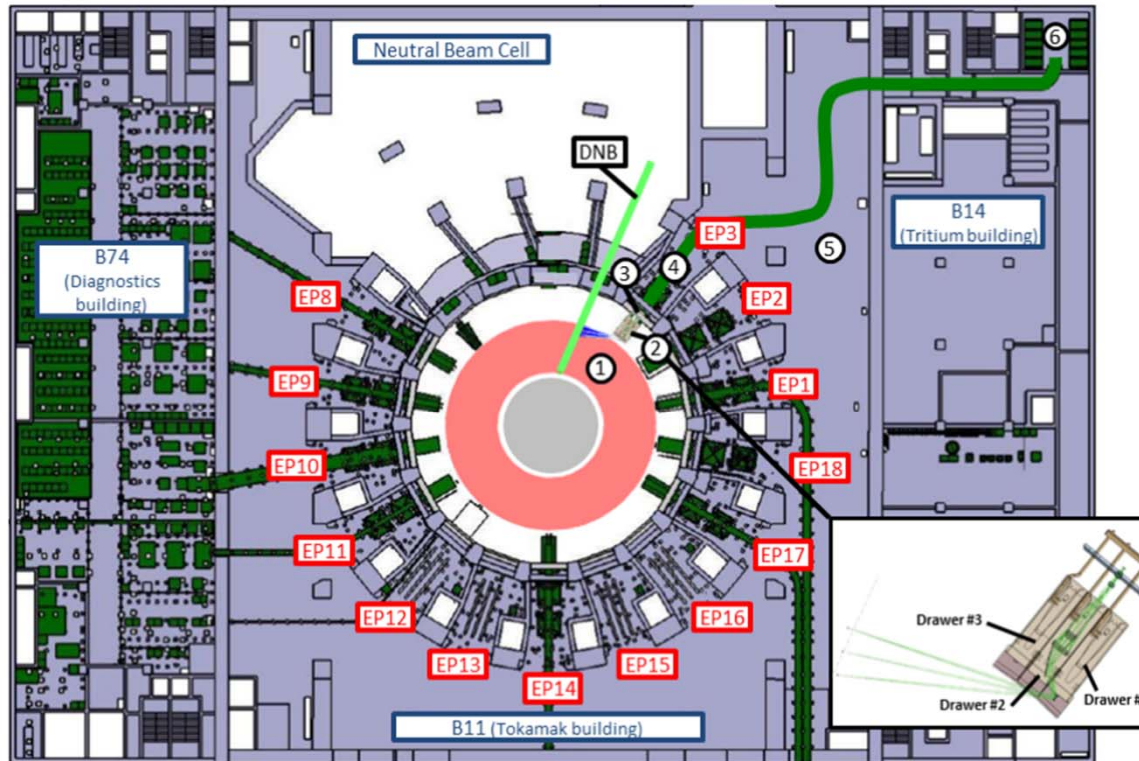 Neutral Beam Cell
6
DNB
B74
(Diagnostics
building)
B14
(Tritium building)
EP3
5
3
4
EP8
EP2
2
1
EP9
EP1
EP10
EP18
EP11
EP17
EP12
EP16
EP13
EP15
EP14
B11 (Tokamak building)
Drawer #3
Drawer #2
Drawer #